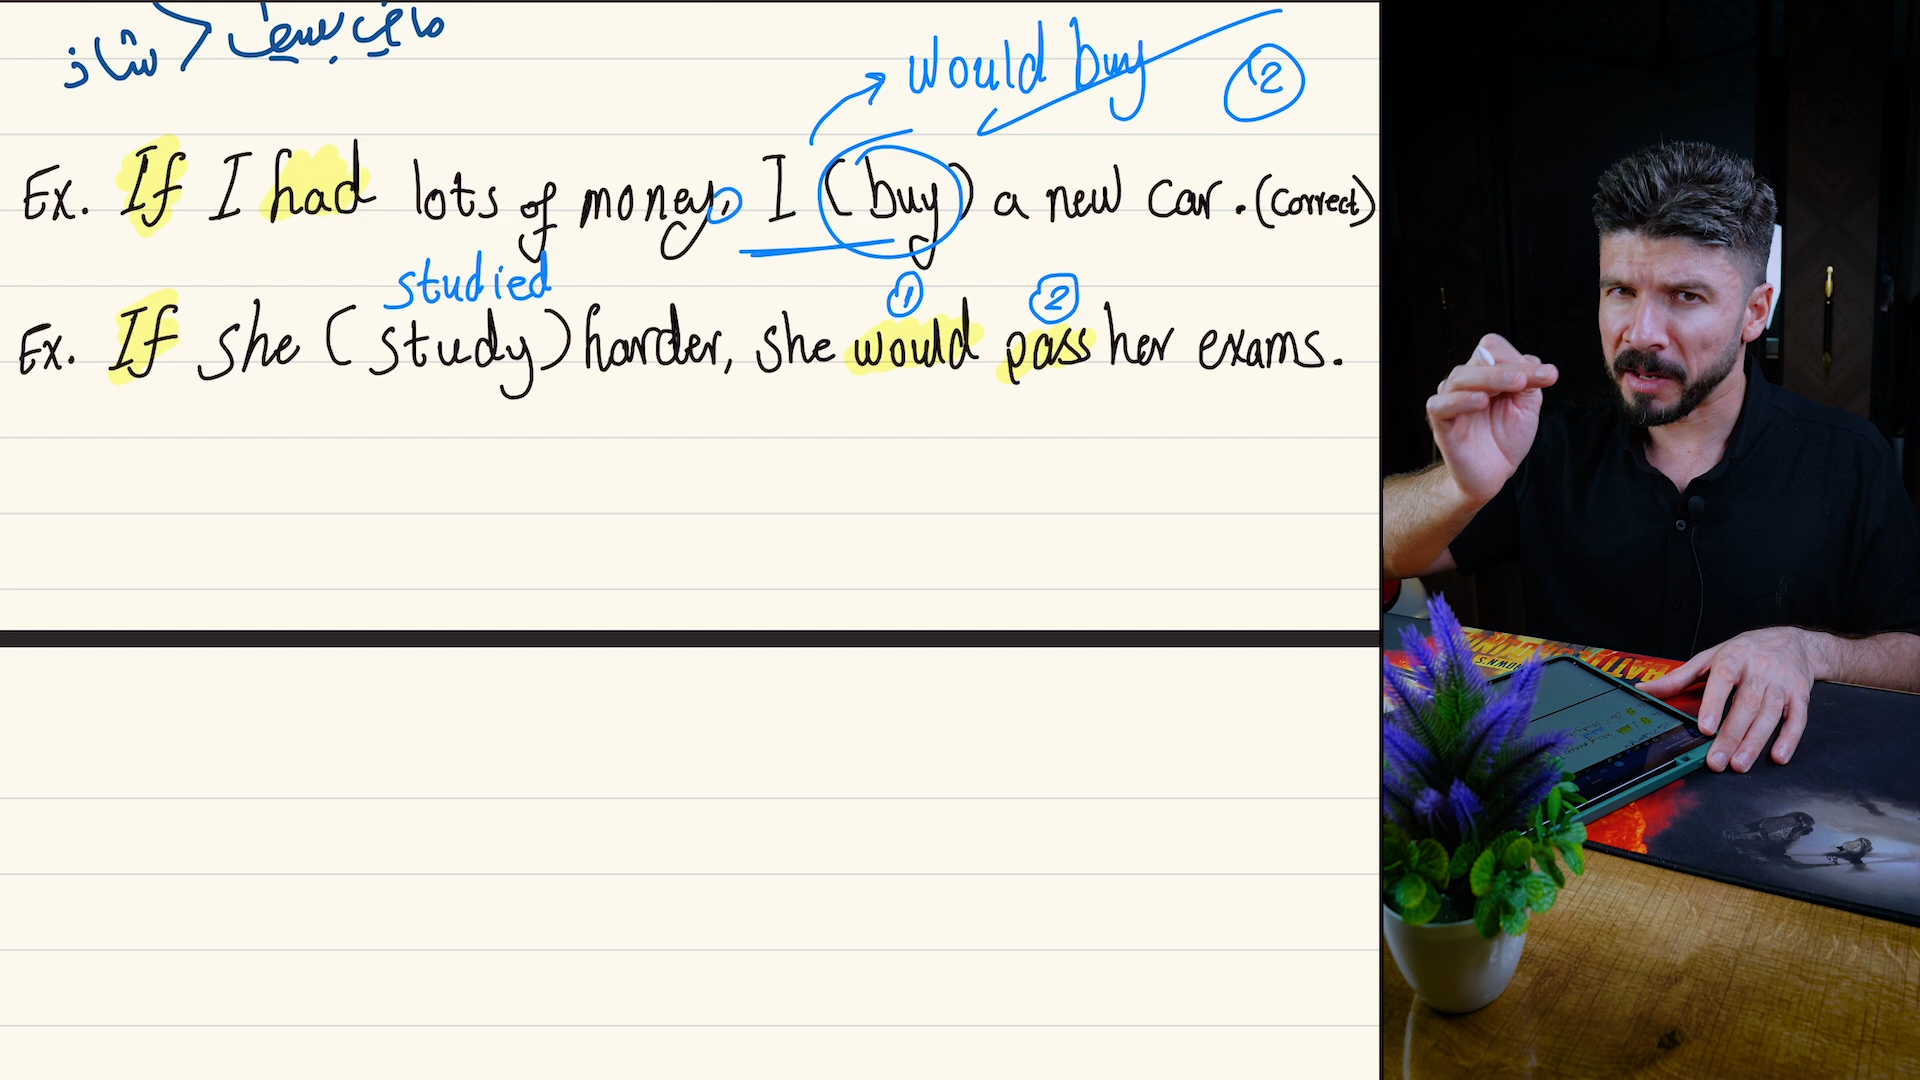 ماضي بسيط < شاذ
would buy ②
Ex. If I had lots of money, I (buy) a new car. (correct)
studied ① ②
Ex. If she (study) harder, she would pass her exams.